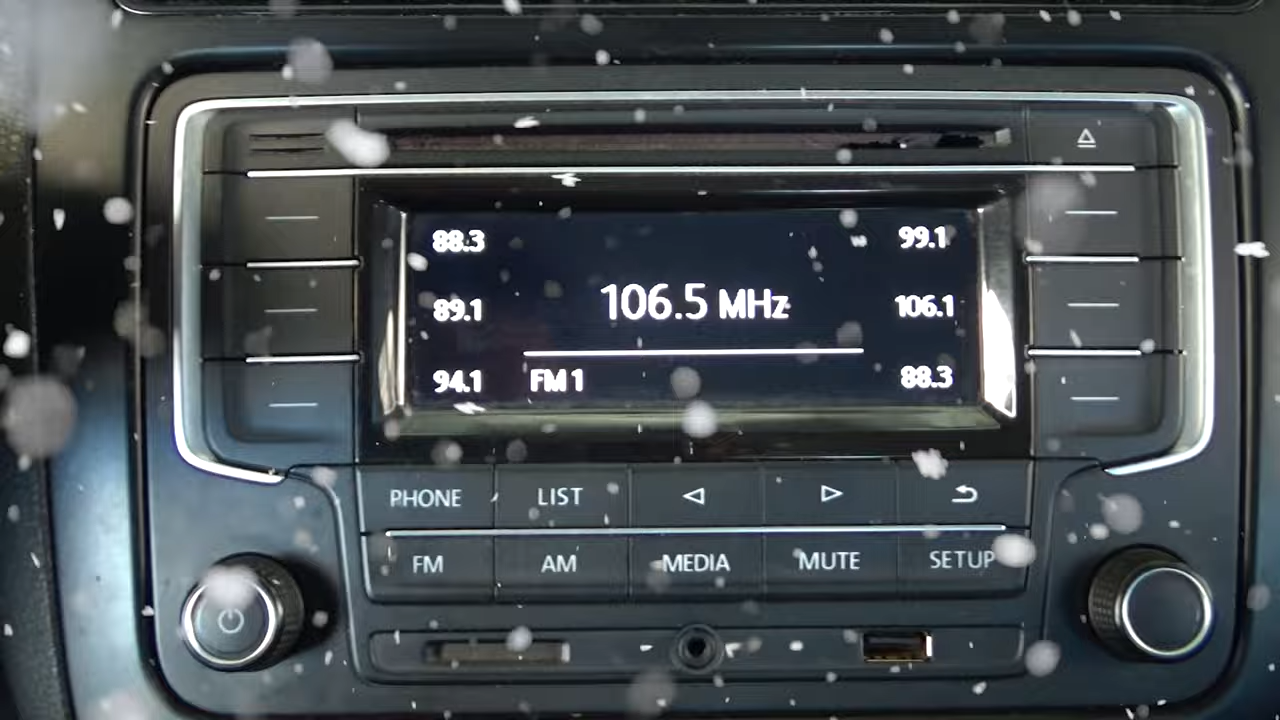 88.3 99.1
106.5 MHz
89.1 106.1
94.1 FM 1 88.3
PHONE LIST
FM AM MEDIA MUTE SETUP